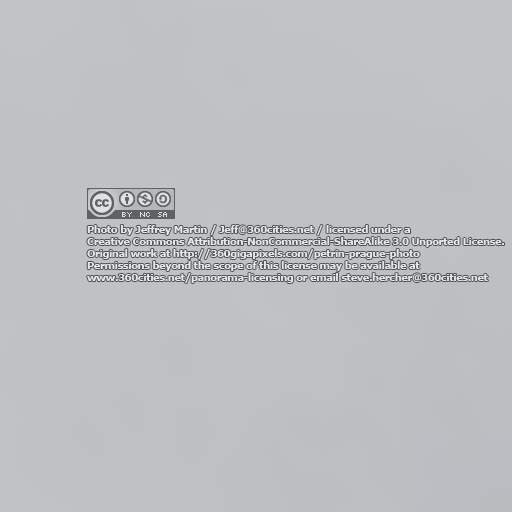 cc BY NC SA
Photo by Jeffrey Martin / Jeff@360cities.net / licensed under a
Creative Commons Attribution-NonCommercial-ShareAlike 3.0 Unported License.
Original work at http://360gigapixels.com/petrin-prague-photo
Permissions beyond the scope of this license may be available at
www.360cities.net/panorama-licensing or email steve.hercher@360cities.net